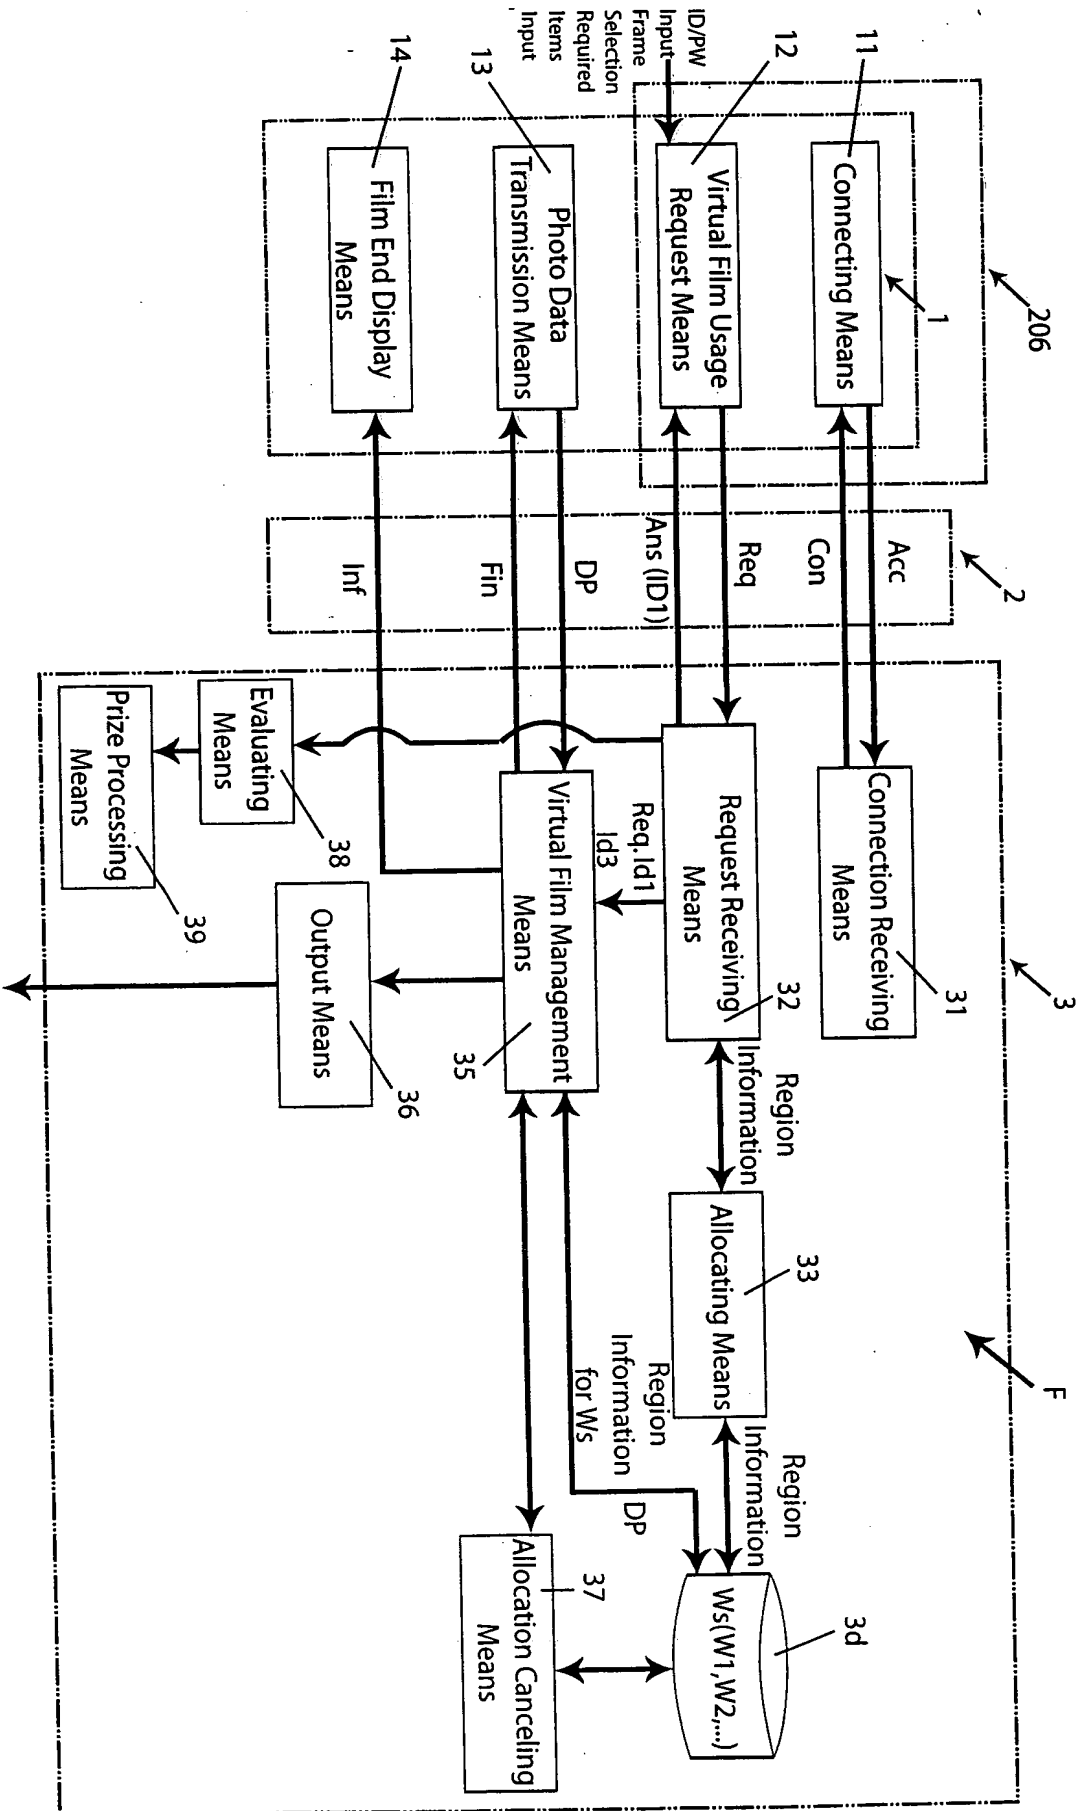 206
11
1
Connecting Means
12
ID/PW
Input
Frame
Selection
Required
Items
Input
Virtual Film Usage
Request Means
13
Photo Data
Transmission Means
14
Film End Display
Means
2
Acc
Con
Req
Ans (ID1)
DP
Fin
Inf
3
F
Connection Receiving
Means
31
Request Receiving
Means
32
Region
Information
Allocating Means
33
Region
Information
Ws(W1,W2,...)
3d
Req.Id1
Id3
Virtual Film Management
Means
35
Region
Information
for Ws
DP
Allocation Canceling
Means
37
Evaluating
Means
38
Prize Processing
Means
39
Output Means
36